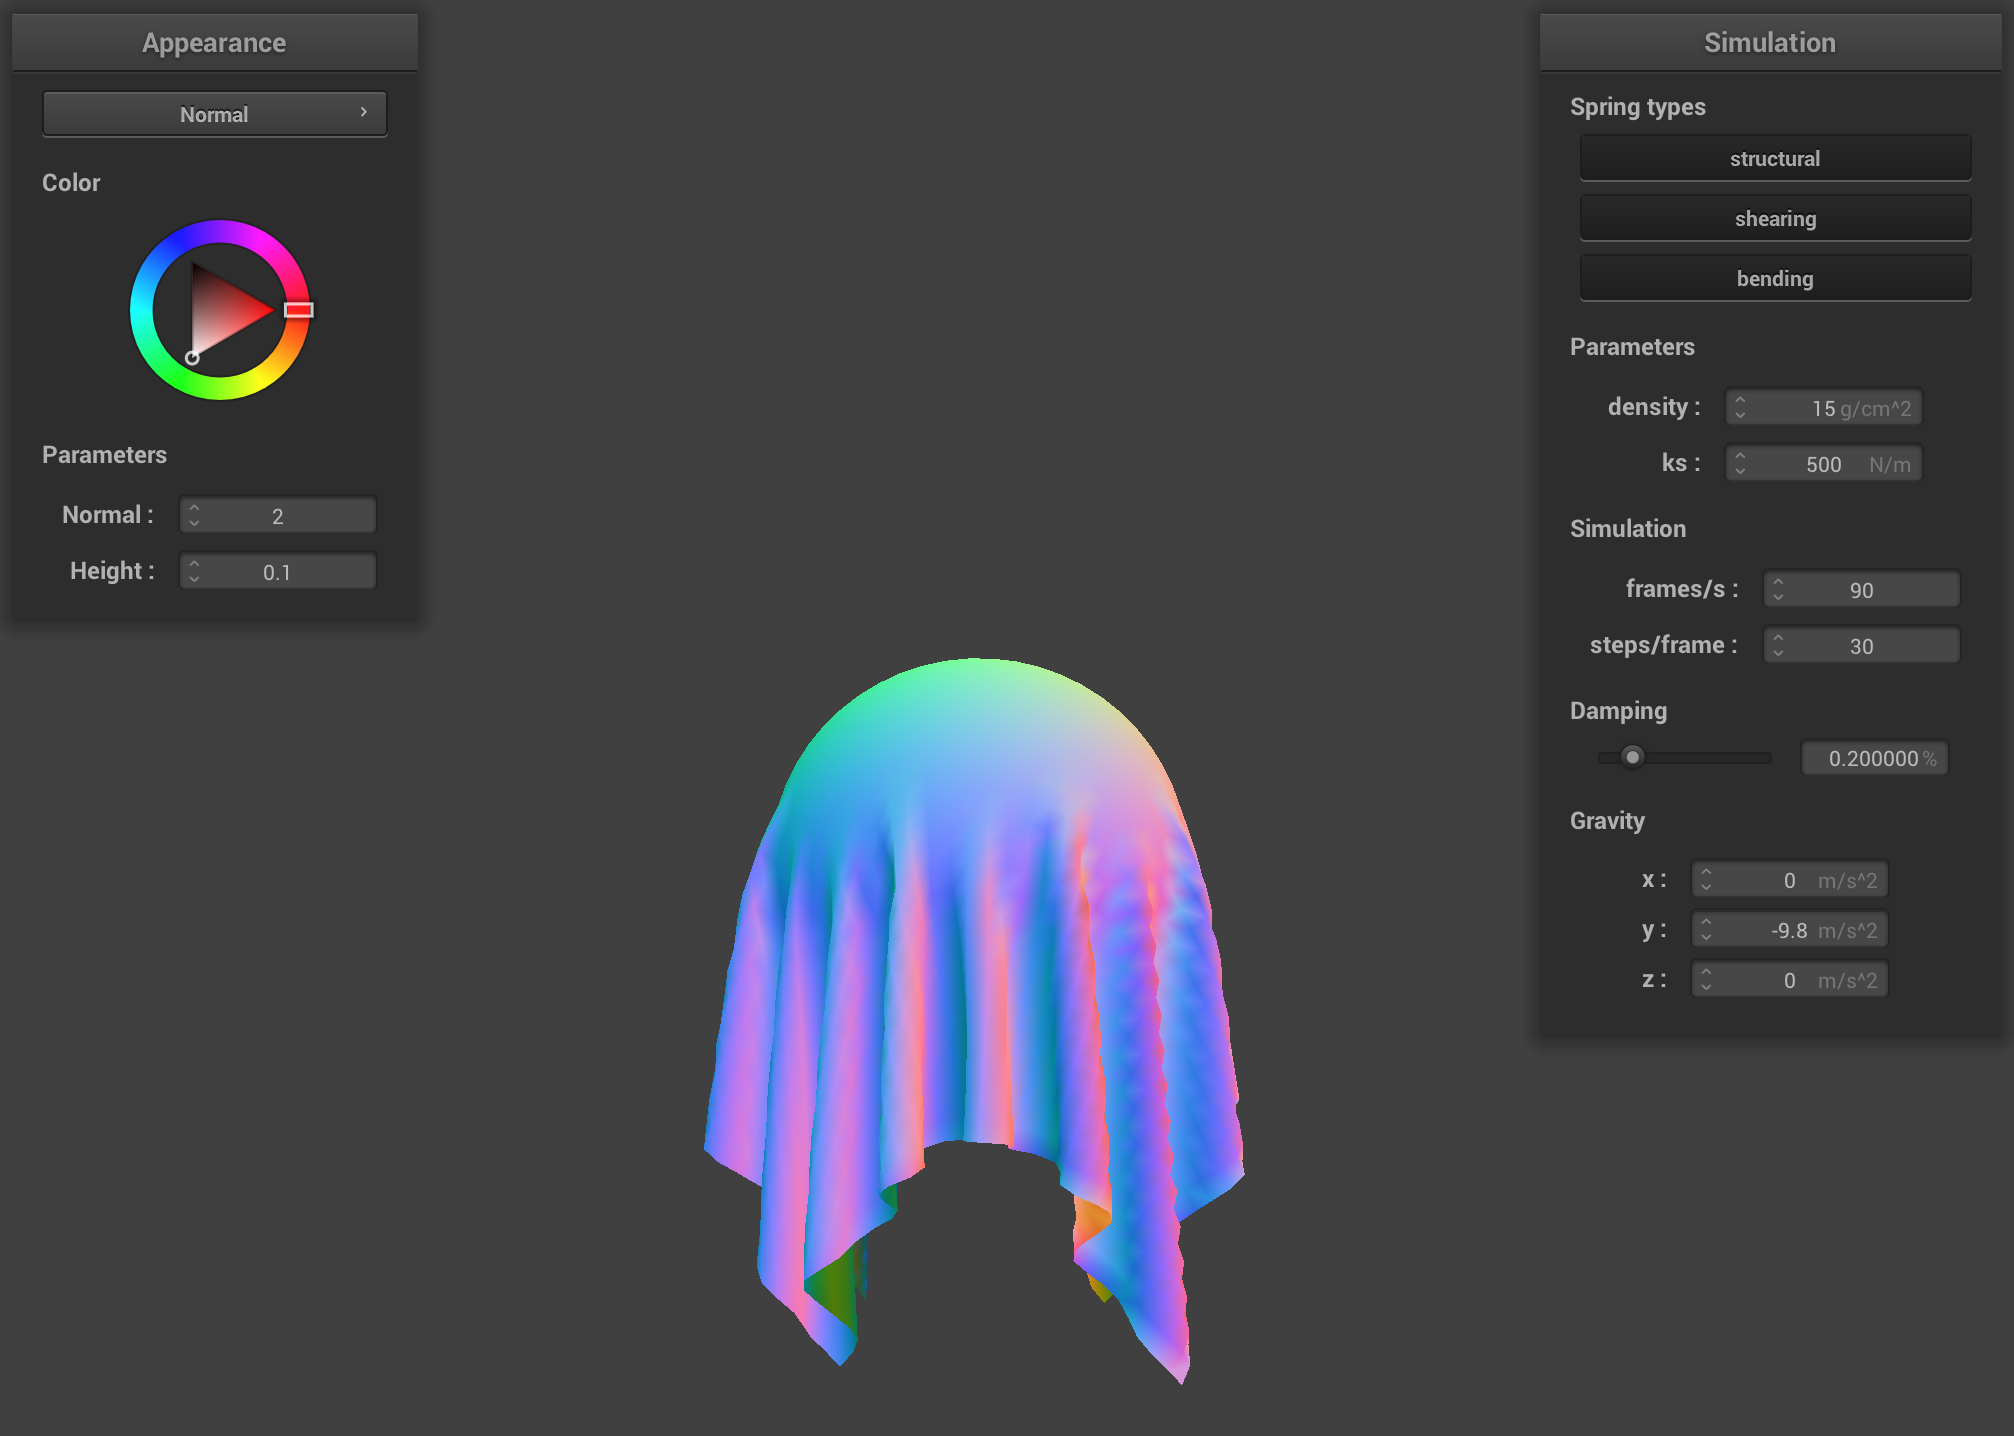 Appearance
Normal
Color
Parameters
Normal : 2
Height : 0.1
Simulation
Spring types
structural
shearing
bending
Parameters
density : 15 g/cm^2
ks : 500 N/m
Simulation
frames/s : 90
steps/frame : 30
Damping
0.200000 %
Gravity
x : 0 m/s^2
y : -9.8 m/s^2
z : 0 m/s^2